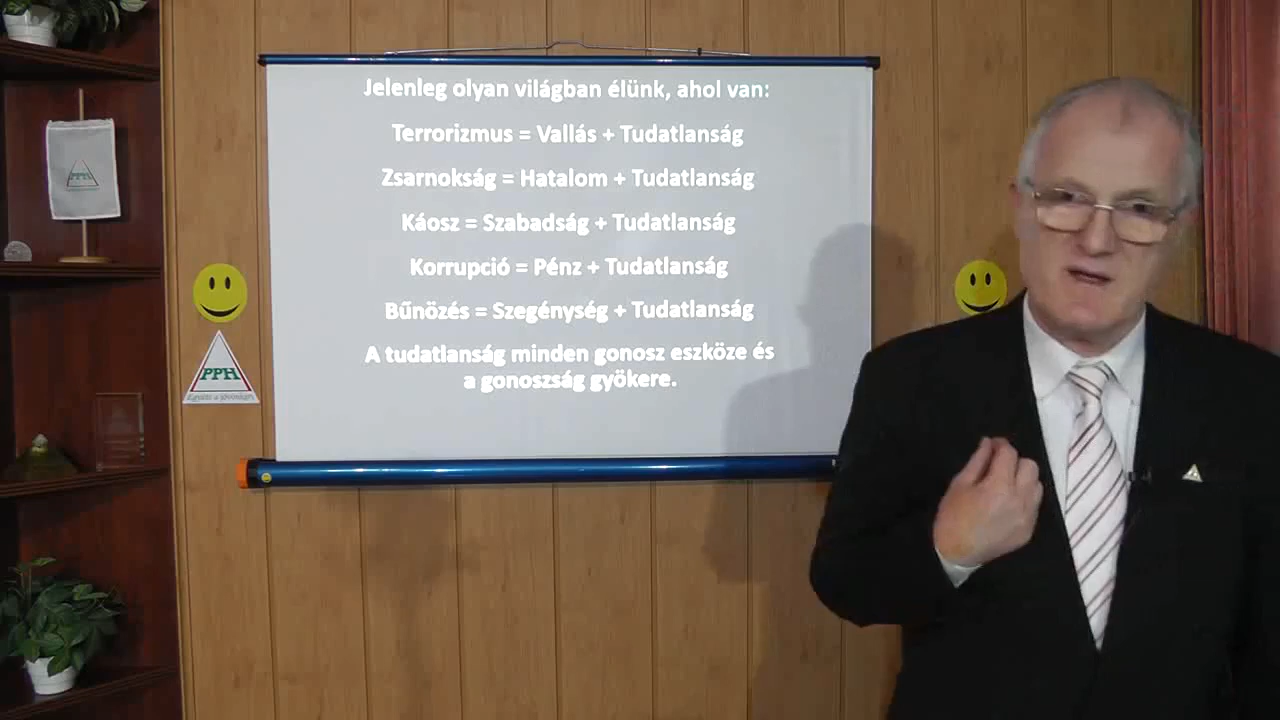 Jelenleg olyan világban élünk, ahol van:
Terrorizmus = Vallás + Tudatlanság
Zsarnokság = Hatalom + Tudatlanság
Káosz = Szabadság + Tudatlanság
Korrupció = Pénz + Tudatlanság
Bűnözés = Szegénység + Tudatlanság
A tudatlanság minden gonosz eszköze és
a gonoszság gyökere.
PPH
PPH